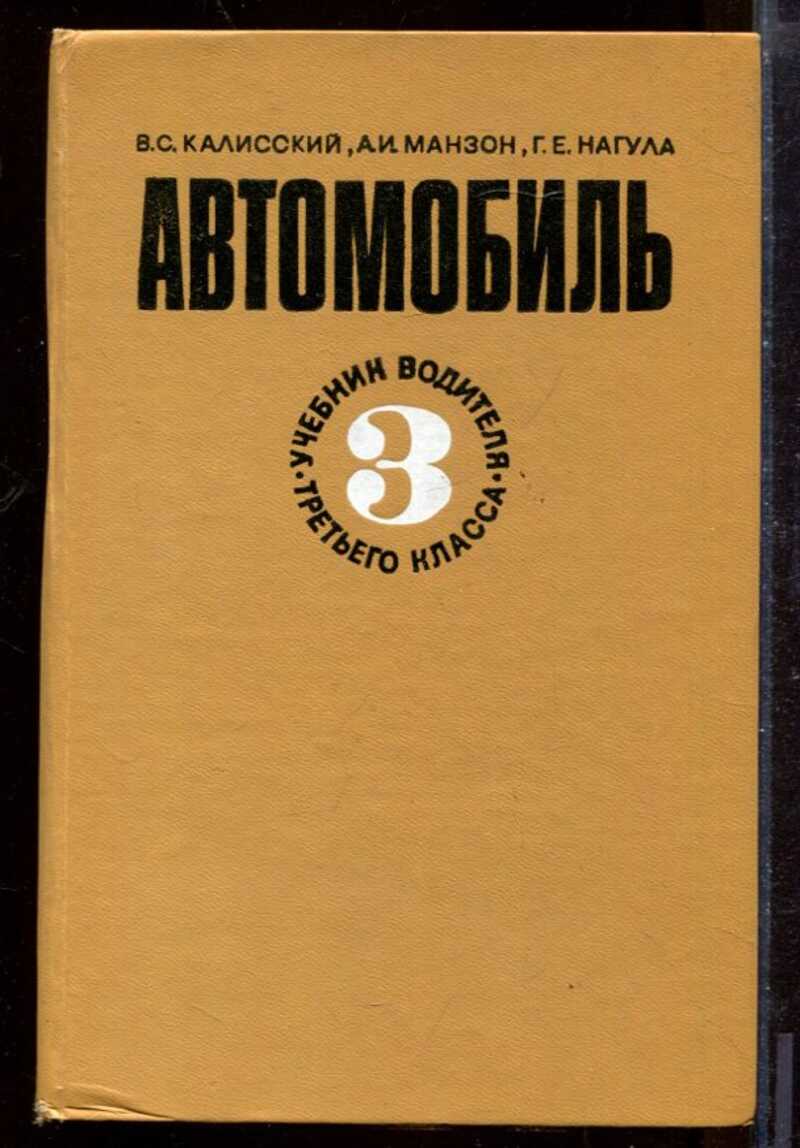 В.С. КАЛИССКИЙ, А.И. МАНЗОН, Г.Е. НАГУЛА
АВТОМОБИЛЬ
УЧЕБНИК ВОДИТЕЛЯ
3
ТРЕТЬЕГО КЛАССА